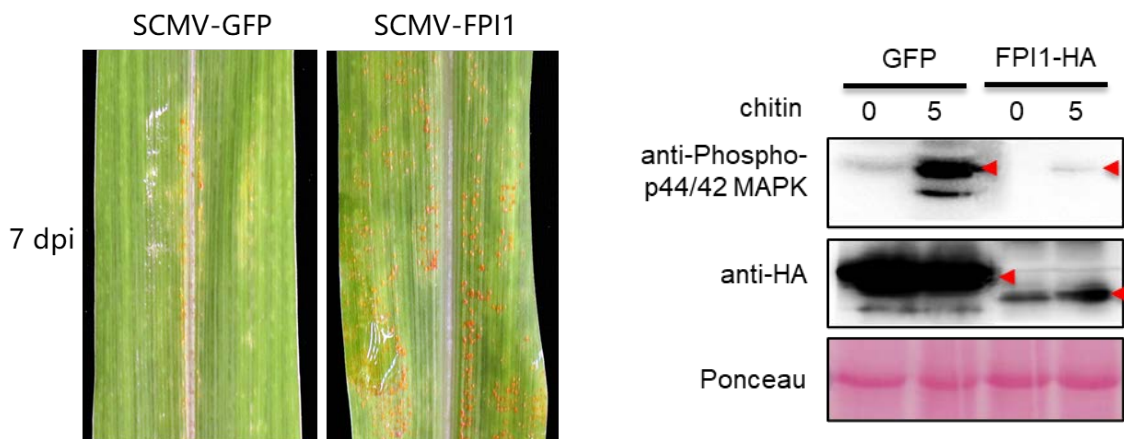 SCMV-GFP SCMV-FPI1
7 dpi
GFP FPI1-HA
chitin 0 5 0 5
anti-Phospho-
p44/42 MAPK
anti-HA
Ponceau